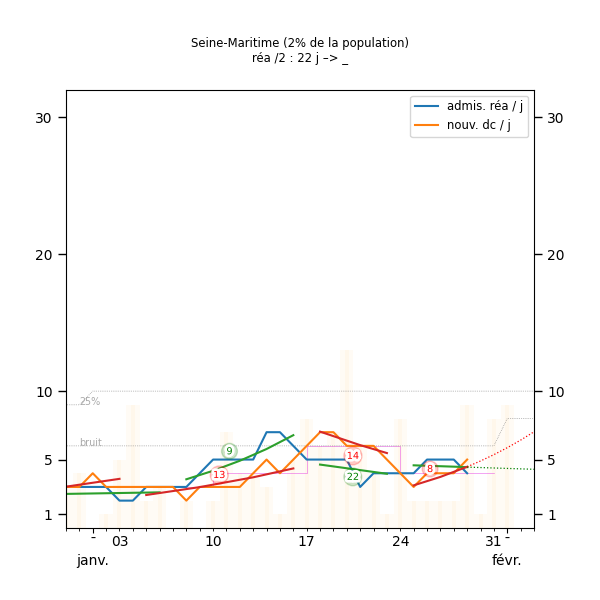 Seine-Maritime (2% de la population)
réa /2 : 22 j –> _
admis. réa / j
nouv. dc / j
30 30
20 20
10 10
25%
bruit
9
14
13
8
22
5 5
1 1
- 03 10 17 24 31 -
janv. févr.